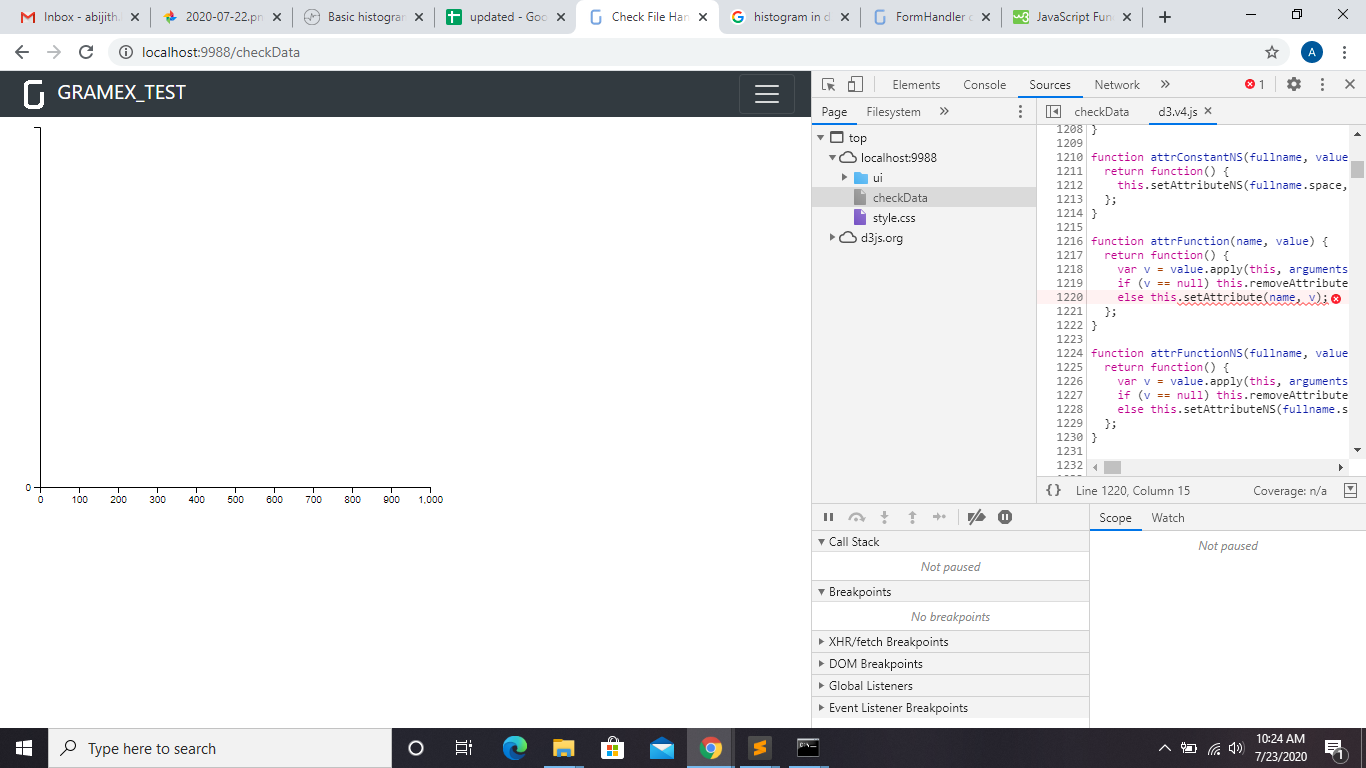 Inbox - abijith.
2020-07-22.pn
Basic histogram
updated - Goo
Check File Han
histogram in d
FormHandler c
JavaScript Fun
localhost:9988/checkData
A
GRAMEX_TEST
Elements Console Sources Network » 1
Page Filesystem »
checkData d3.v4.js
top
localhost:9988
ui
checkData
style.css
d3js.org
1208 }
1209
1210 function attrConstantNS(fullname, value
1211 return function() {
1212 this.setAttributeNS(fullname.space,
1213 };
1214 }
1215
1216 function attrFunction(name, value) {
1217 return function() {
1218 var v = value.apply(this, arguments
1219 if (v == null) this.removeAttribute
1220 else this.setAttribute(name, v);
1221 };
1222 }
1223
1224 function attrFunctionNS(fullname, value
1225 return function() {
1226 var v = value.apply(this, arguments
1227 if (v == null) this.removeAttribute
1228 else this.setAttributeNS(fullname.s
1229 };
1230 }
1231
1232
{} Line 1220, Column 15 Coverage: n/a
Call Stack
Not paused
Breakpoints
No breakpoints
XHR/fetch Breakpoints
DOM Breakpoints
Global Listeners
Event Listener Breakpoints
Scope Watch
Not paused
0
0 100 200 300 400 500 600 700 800 900 1,000
Type here to search
10:24 AM
7/23/2020
1